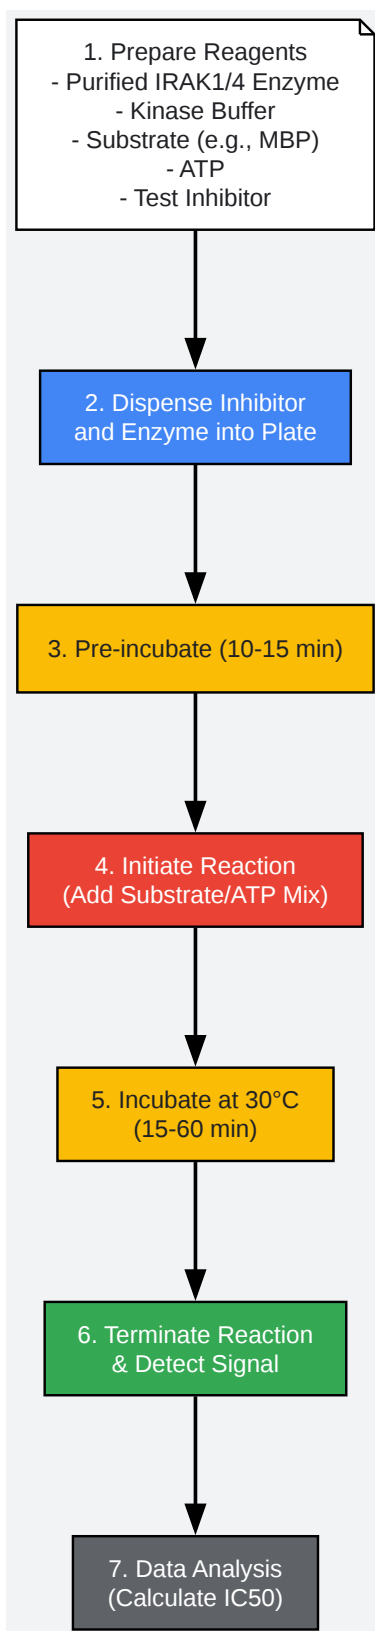 1. Prepare Reagents
- Purified IRAK1/4 Enzyme
- Kinase Buffer
- Substrate (e.g., MBP)
- ATP
- Test Inhibitor
2. Dispense Inhibitor
and Enzyme into Plate
3. Pre-incubate (10-15 min)
4. Initiate Reaction
(Add Substrate/ATP Mix)
5. Incubate at 30°C
(15-60 min)
6. Terminate Reaction
& Detect Signal
7. Data Analysis
(Calculate IC50)